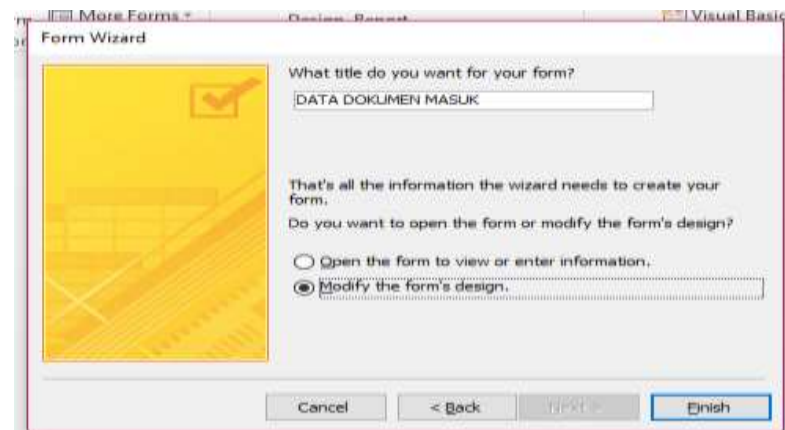 More Forms
Visual Basic
Form Wizard
What title do you want for your form?
DATA DOKUMEN MASUK
That's all the information the wizard needs to create your
form.
Do you want to open the form or modify the form's design?
Open the form to view or enter information.
Modify the form's design.
Cancel
< Back
Next >
Finish